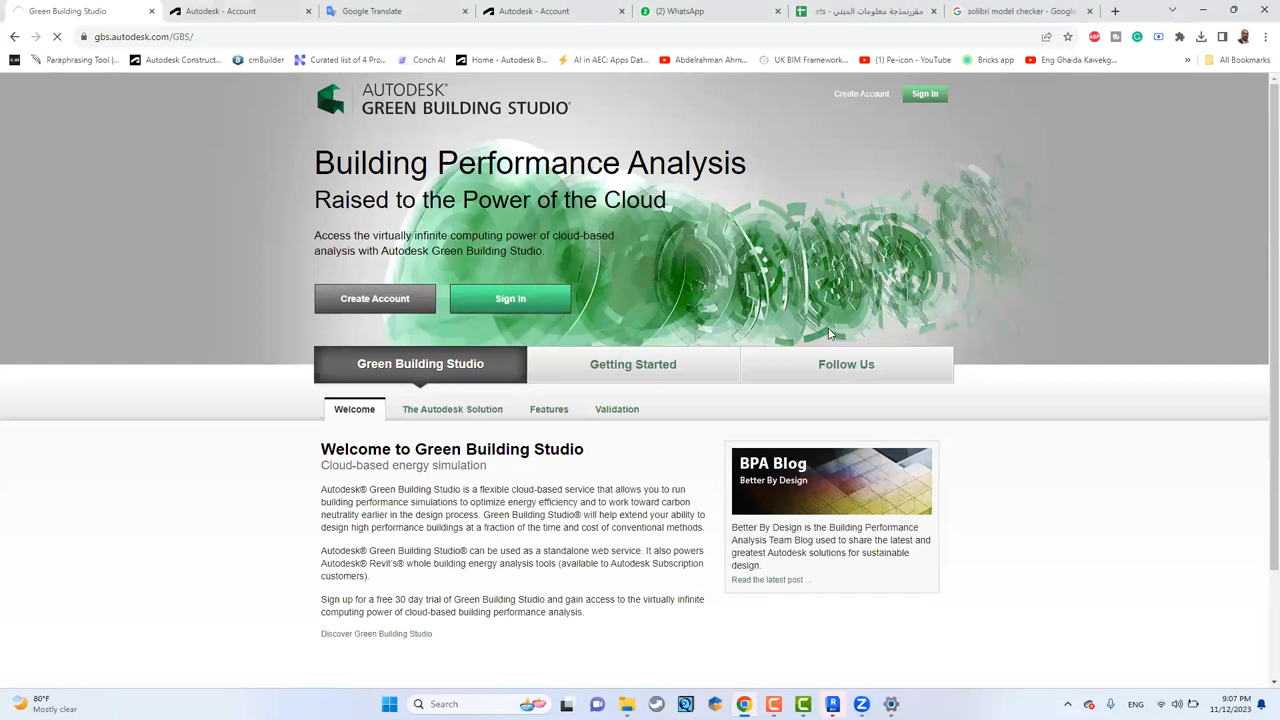 Green Building Studio
Autodesk - Account
Google Translate
Autodesk - Account
(2) WhatsApp
مقررنمذجة معلومات المبني - ets
solibri model checker - Google
gbs.autodesk.com/GBS/
Paraphrasing Tool |...
Autodesk Construct...
cmBuilder
Curated list of 4 Pro...
Conch AI
Home - Autodesk B...
AI in AEC: Apps Dat...
Abdelrahman Ahm...
UK BIM Framework...
(1) Pe-icon - YouTube
Bricks app
Eng Ghaida Kawekg...
»
All Bookmarks
AUTODESK®
GREEN BUILDING STUDIO®
Create Account
Sign In
Building Performance Analysis
Raised to the Power of the Cloud
Access the virtually infinite computing power of cloud-based
analysis with Autodesk Green Building Studio.
Create Account
Sign In
Green Building Studio
Getting Started
Follow Us
Welcome
The Autodesk Solution
Features
Validation
Welcome to Green Building Studio
Cloud-based energy simulation
Autodesk® Green Building Studio is a flexible cloud-based service that allows you to run
building performance simulations to optimize energy efficiency and to work toward carbon
neutrality earlier in the design process. Green Building Studio® will help extend your ability to
design high performance buildings at a fraction of the time and cost of conventional methods.
Autodesk® Green Building Studio® can be used as a standalone web service. It also powers
Autodesk® Revit's® whole building energy analysis tools (available to Autodesk Subscription
customers).
Sign up for a free 30 day trial of Green Building Studio and gain access to the virtually infinite
computing power of cloud-based building performance analysis.
Discover Green Building Studio
BPA Blog
Better By Design
Better By Design is the Building Performance
Analysis Team Blog used to share the latest and
greatest Autodesk solutions for sustainable
design.
Read the latest post ...
80°F
Mostly clear
Search
ENG
9:07 PM
11/12/2023